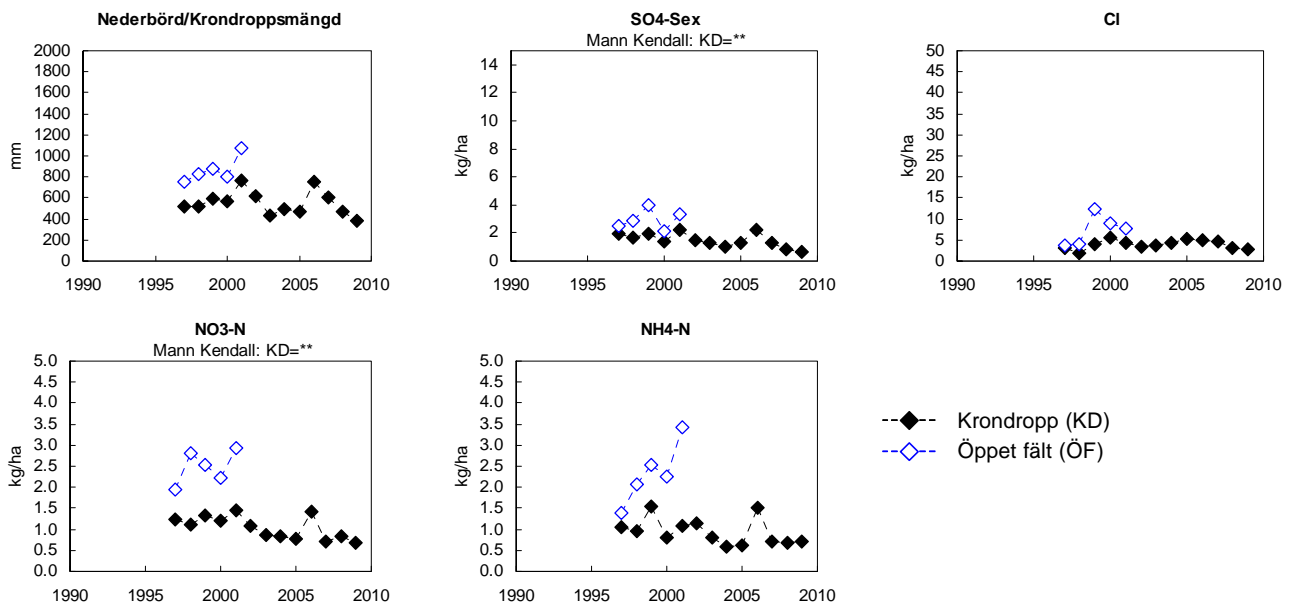 Nederbörd/Krondroppsmängd
2000
1800
1600
1400
1200
1000
800
600
400
200
0
mm
1990 1995 2000 2005 2010
SO4-Sex
Mann Kendall: KD=**
14
12
10
8
6
4
2
0
kg/ha
1990 1995 2000 2005 2010
Cl
50
45
40
35
30
25
20
15
10
5
0
kg/ha
1990 1995 2000 2005 2010
NO3-N
Mann Kendall: KD=**
5.0
4.5
4.0
3.5
3.0
2.5
2.0
1.5
1.0
0.5
0.0
kg/ha
1990 1995 2000 2005 2010
NH4-N
5.0
4.5
4.0
3.5
3.0
2.5
2.0
1.5
1.0
0.5
0.0
kg/ha
1990 1995 2000 2005 2010
Krondropp (KD)
Öppet fält (ÖF)